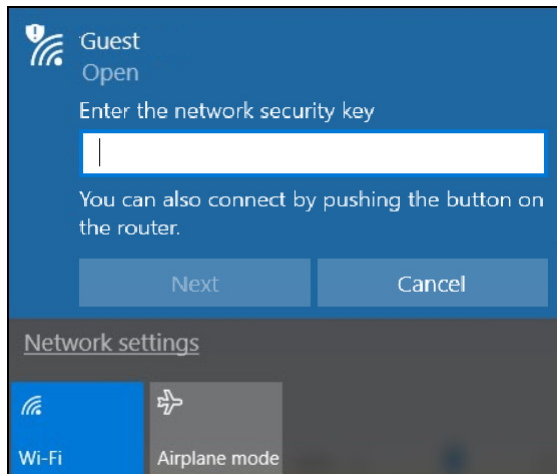 Guest
Open
Enter the network security key
You can also connect by pushing the button on
the router.
Next Cancel
Network settings
Wi-Fi Airplane mode